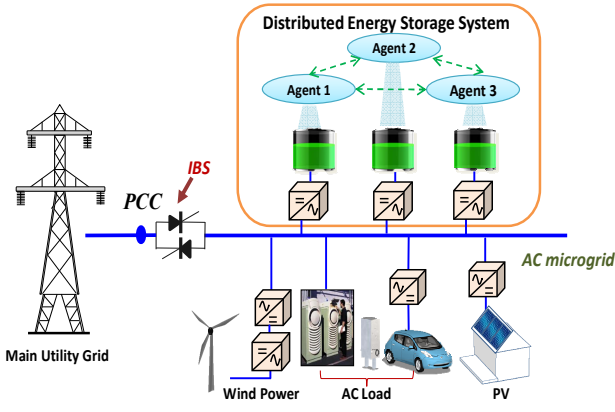 Distributed Energy Storage System
Agent 2
Agent 1
Agent 3
IBS
PCC
AC microgrid
Main Utility Grid
Wind Power
AC Load
PV